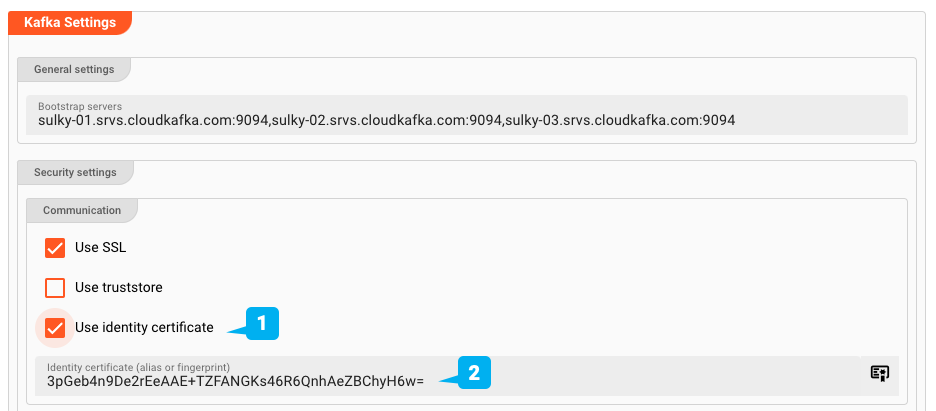 Kafka Settings
General settings
Bootstrap servers
sulky-01.srvs.cloudkafka.com:9094,sulky-02.srvs.cloudkafka.com:9094,sulky-03.srvs.cloudkafka.com:9094
Security settings
Communication
Use SSL
Use truststore
Use identity certificate
1
Identity certificate (alias or fingerprint)
3pGeb4n9De2rEeAAE+TZFANGKs46R6QnhAeZBChyH6w=
2